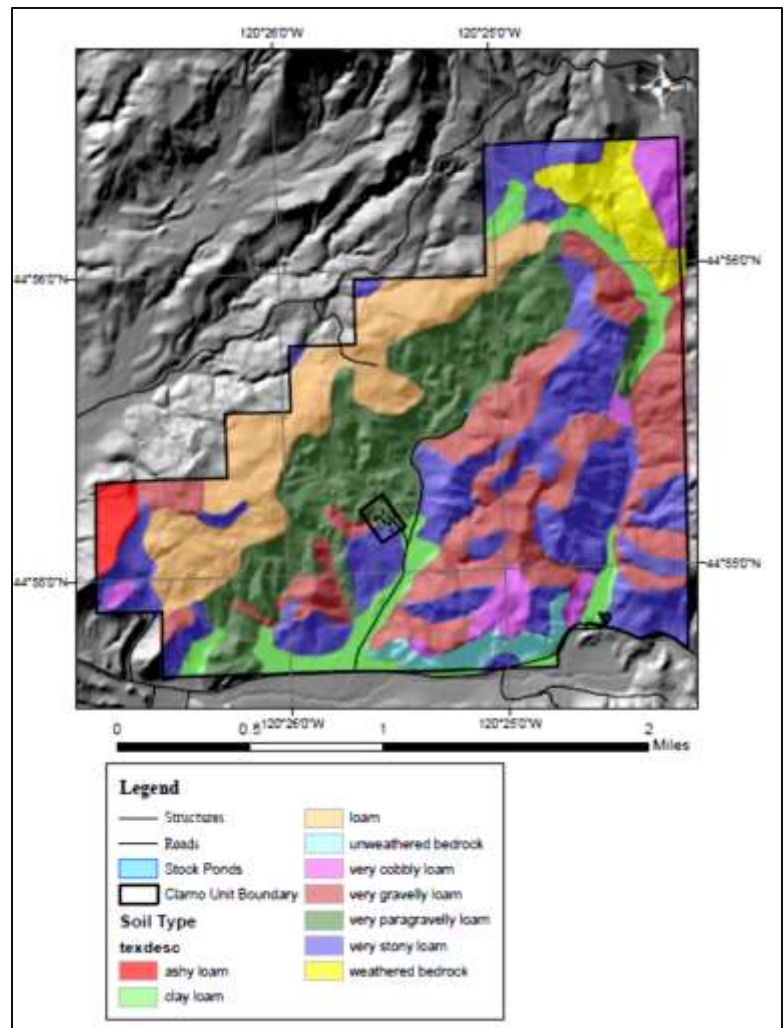 120°26'0"W 120°25'0"W
44°56'0"N 44°56'0"N
44°55'0"N 44°55'0"N
120°26'0"W 120°25'0"W
0 0.5 1 2
Miles
Legend
Structures
Roads
Stock Ponds
Clarno Unit Boundary
Soil Type
texdesc
ashy loam
clay loam
loam
unweathered bedrock
very cobbly loam
very gravelly loam
very paragravelly loam
very stony loam
weathered bedrock